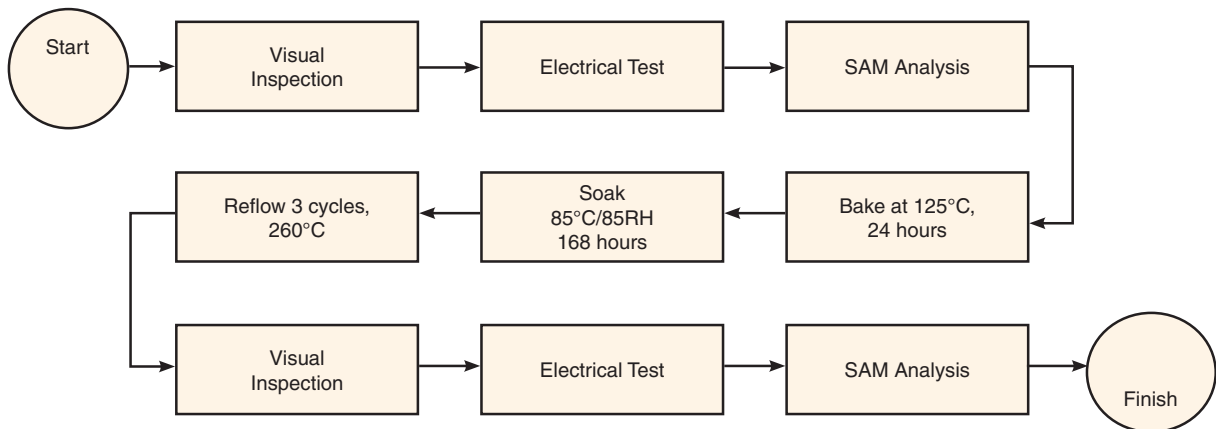 Start
Visual
Inspection
Electrical Test
SAM Analysis
Bake at 125°C,
24 hours
Soak
85°C/85RH
168 hours
Reflow 3 cycles,
260°C
Visual
Inspection
Electrical Test
SAM Analysis
Finish